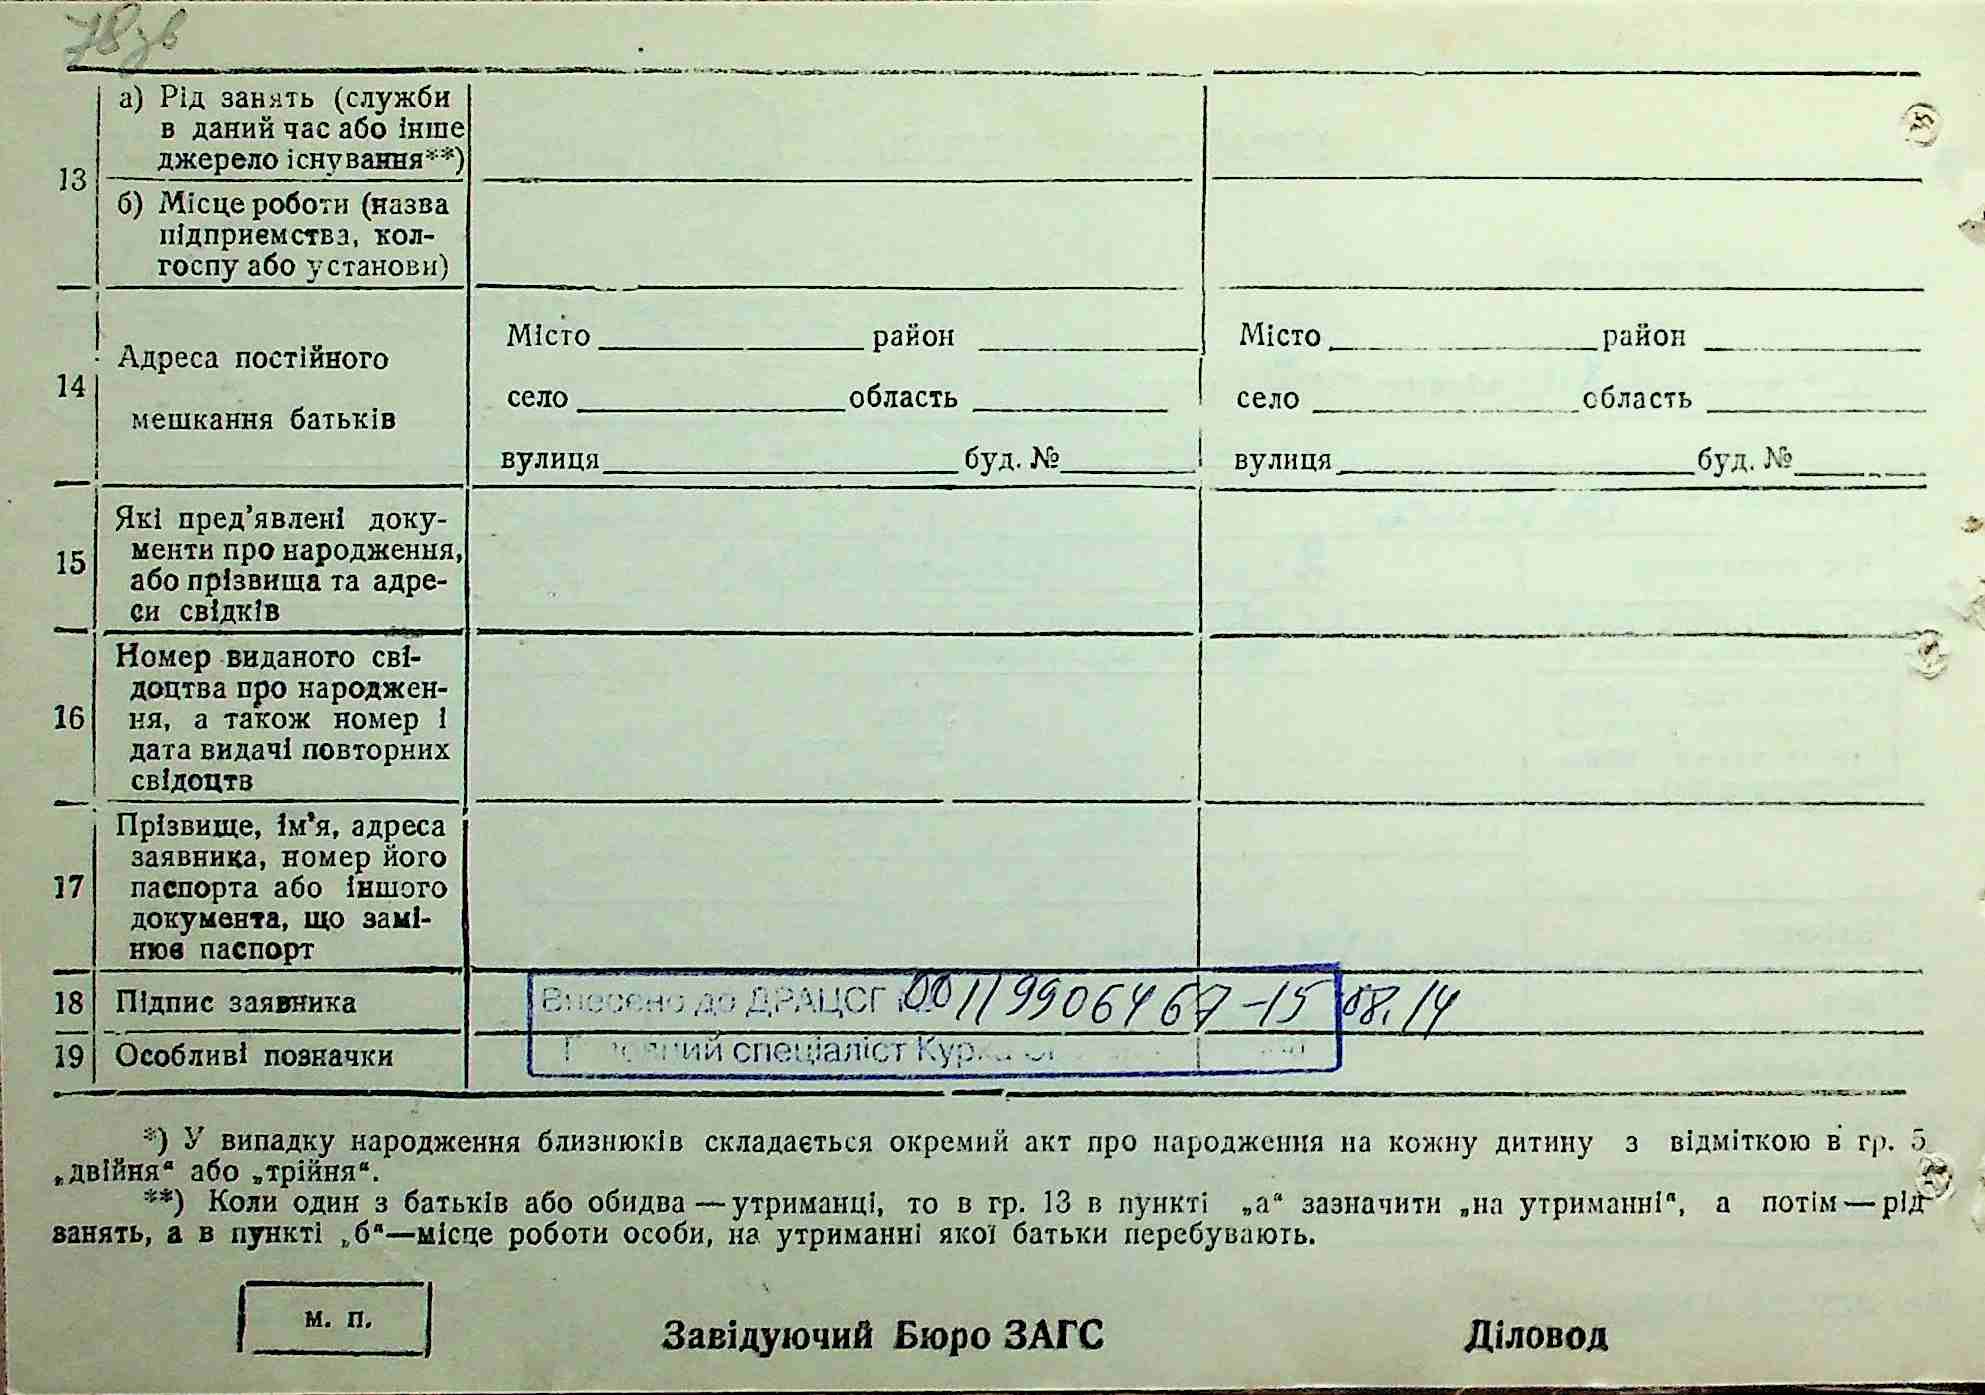 78 зв
13
а) Рід занять (служби
в даний час або інше
джерело існування**)
б) Місце роботи (назва
підприємства, кол-
госпу або установи)
14
Адреса постійного
мешкання батьків
Місто район
село область
вулиця буд. №
Місто район
село область
вулиця буд. №
15
Які пред’явлені доку-
менти про народження,
або прізвища та адре-
си свідків
16
Номер виданого сві-
доцтва про народжен-
ня, а також номер і
дата видачі повторних
свідоцтв
17
Прізвище, ім’я, адреса
заявника, номер його
паспорта або іншого
документа, що замі-
нює паспорт
18 Підпис заявника
Внесено до ДРАЦСГ № 00119906467-15.08.14
19 Особливі позначки
Головний спеціаліст
*) У випадку народження близнюків складається окремий акт про народження на кожну дитину з відміткою в гр. 5
„двійня“ або „трійня“.
**) Коли один з батьків або обидва — утриманці, то в гр. 13 в пункті „а“ зазначити „на утриманні“, а потім — рід
занять, а в пункті „б“—місце роботи особи, на утриманні якої батьки перебувають.
м. п.
Завідуючий Бюро ЗАГС
Діловод